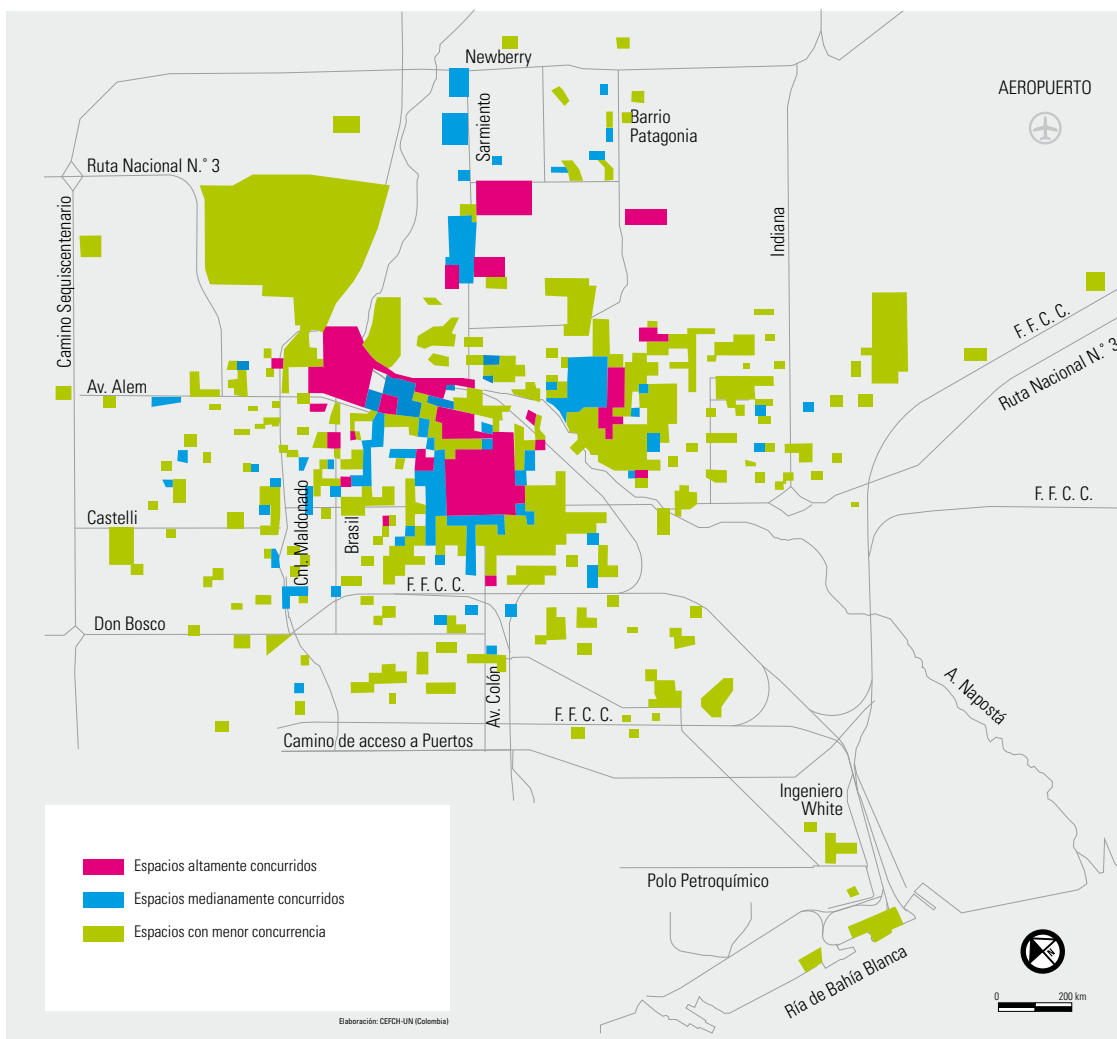 Newberry
AEROPUERTO
Sarmiento
Barrio
Patagonia
Ruta Nacional N.° 3
Camino Sequiscentenario
Indiana
F. F. C. C.
Ruta Nacional N.° 3
Av. Alem
F. F. C. C.
Castelli
Cnl. Maldonado
Brasil
F. F. C. C.
Don Bosco
Av. Colón
A. Napostá
F. F. C. C.
Camino de acceso a Puertos
Ingeniero
White
Polo Petroquímico
Ría de Bahía Blanca
Espacios altamente concurridos
Espacios medianamente concurridos
Espacios con menor concurrencia
Elaboración: CEFCH-UN (Colombia)
N
0 200 km